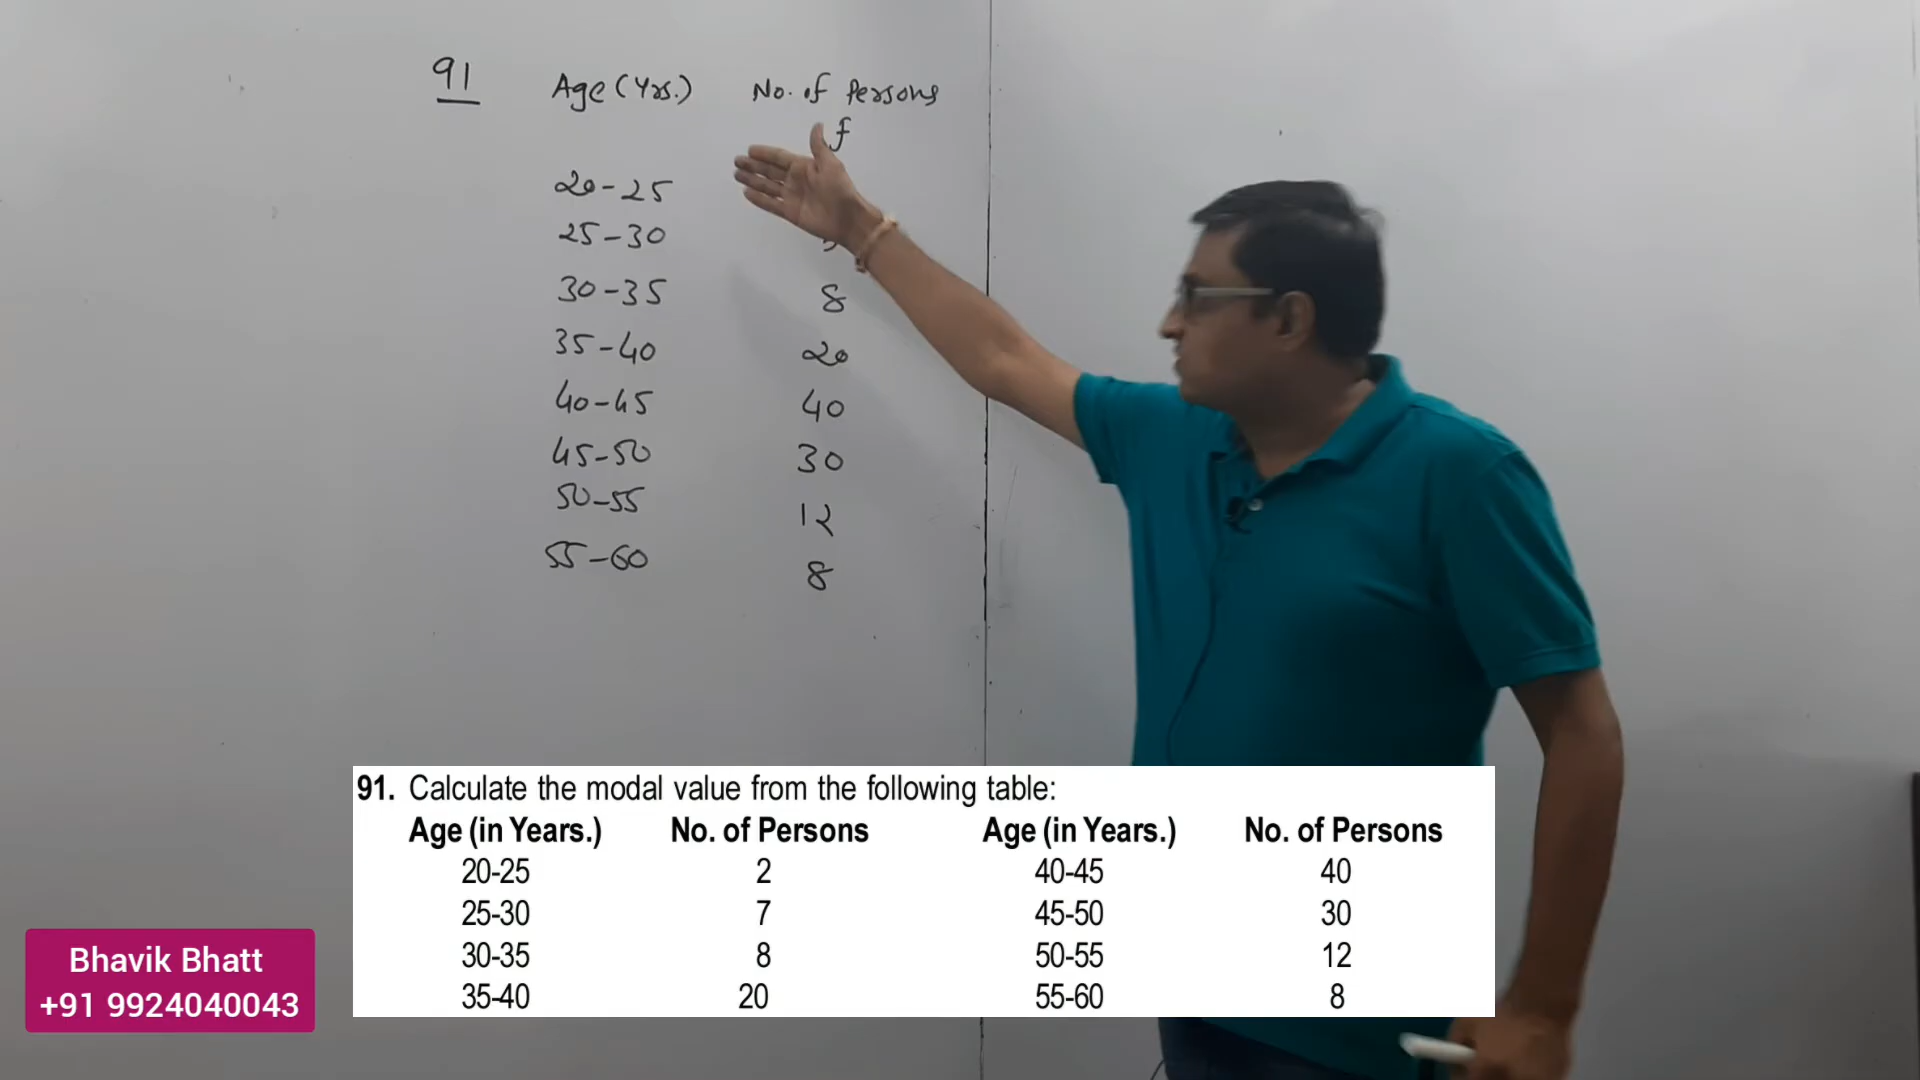 91 Age (Yrs.) No. of Persons
f
20-25
25-30
30-35 8
35-40 20
40-45 40
45-50 30
50-55 12
55-60 8
91. Calculate the modal value from the following table:
Age (in Years.) No. of Persons Age (in Years.) No. of Persons
20-25 2 40-45 40
25-30 7 45-50 30
30-35 8 50-55 12
35-40 20 55-60 8
Bhavik Bhatt
+91 9924040043